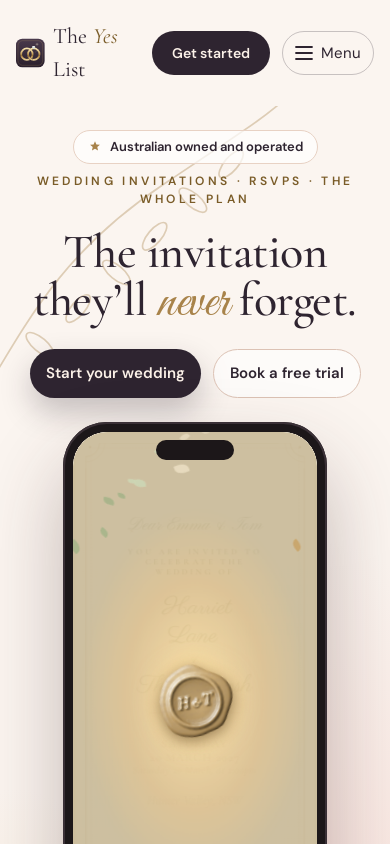 The Yes
List
Get started
Menu
Australian owned and operated
WEDDING INVITATIONS · RSVPS · THE
WHOLE PLAN
The invitation
they’ll never forget.
Start your wedding
Book a free trial
Harriet
H&T